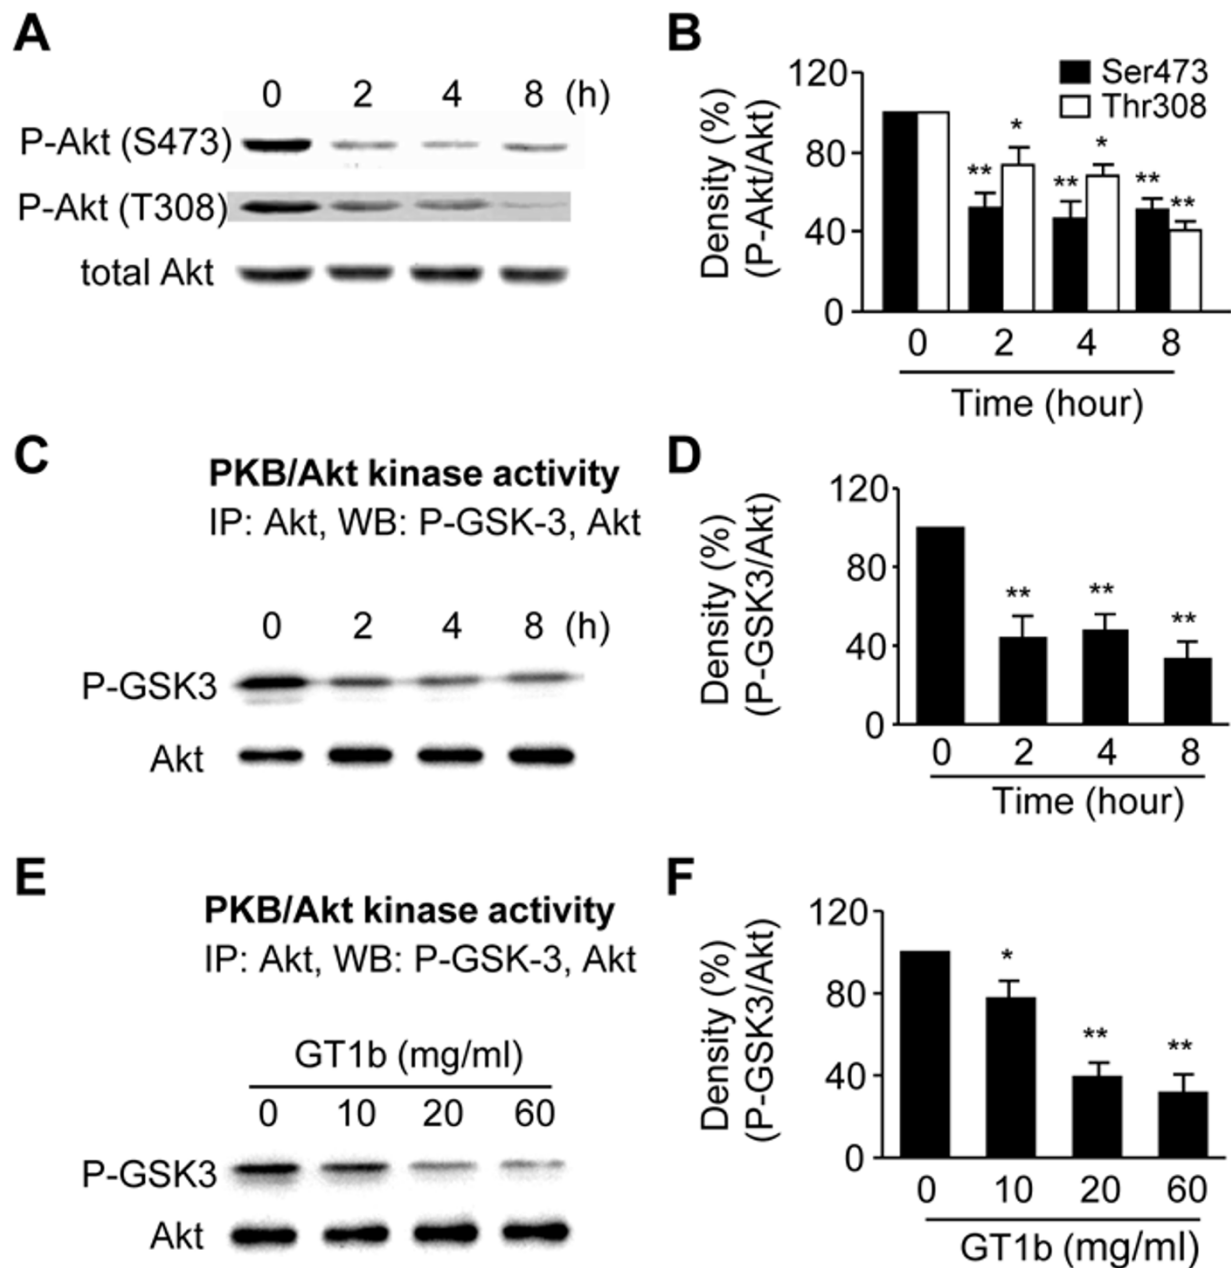 A
0 2 4 8 (h)
P-Akt (S473)
P-Akt (T308)
total Akt
B
Density (%)
(P-Akt/Akt)
120
80
40
0
Ser473
Thr308
** * ** * ** **
0 2 4 8
Time (hour)
C
PKB/Akt kinase activity
IP: Akt, WB: P-GSK-3, Akt
0 2 4 8 (h)
P-GSK3
Akt
D
Density (%)
(P-GSK3/Akt)
120
80
40
0
** ** **
0 2 4 8
Time (hour)
E
PKB/Akt kinase activity
IP: Akt, WB: P-GSK-3, Akt
GT1b (mg/ml)
0 10 20 60
P-GSK3
Akt
F
Density (%)
(P-GSK3/Akt)
120
80
40
0
* ** **
0 10 20 60
GT1b (mg/ml)